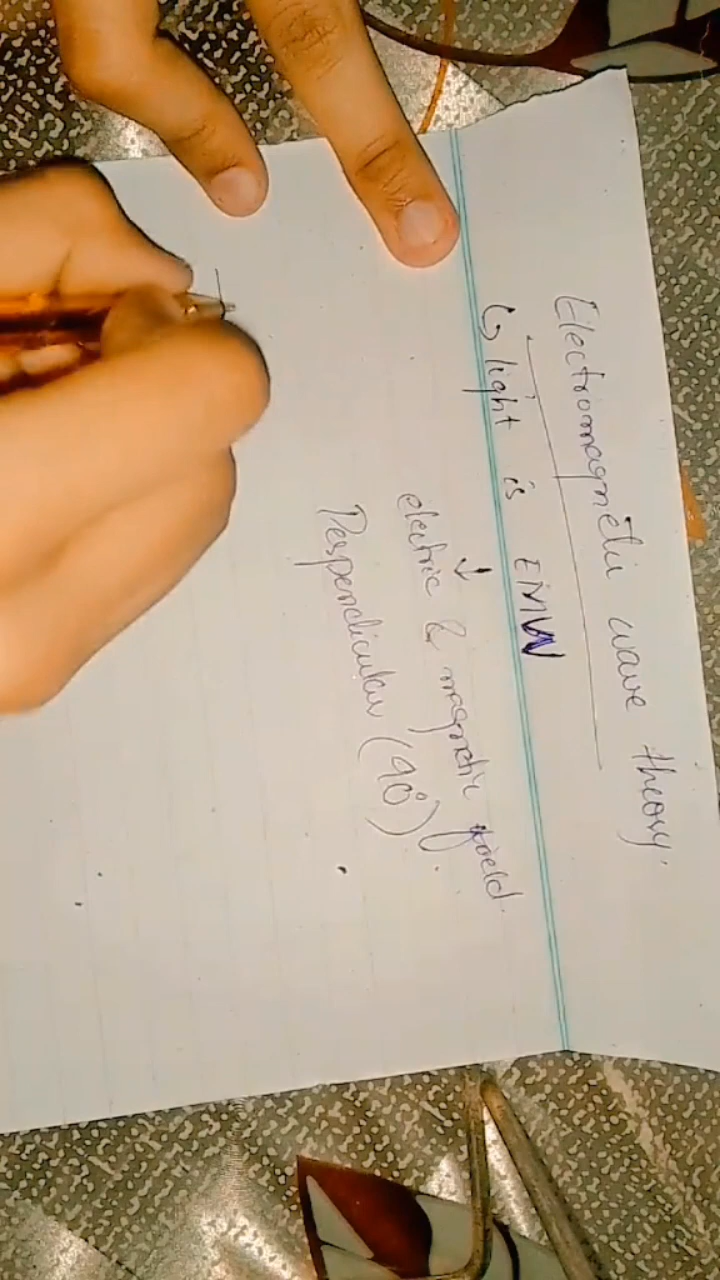 Electromagnetic wave theory.
↳ light is EMW
↓
electric & magnetic field.
Perpendicular (90°)